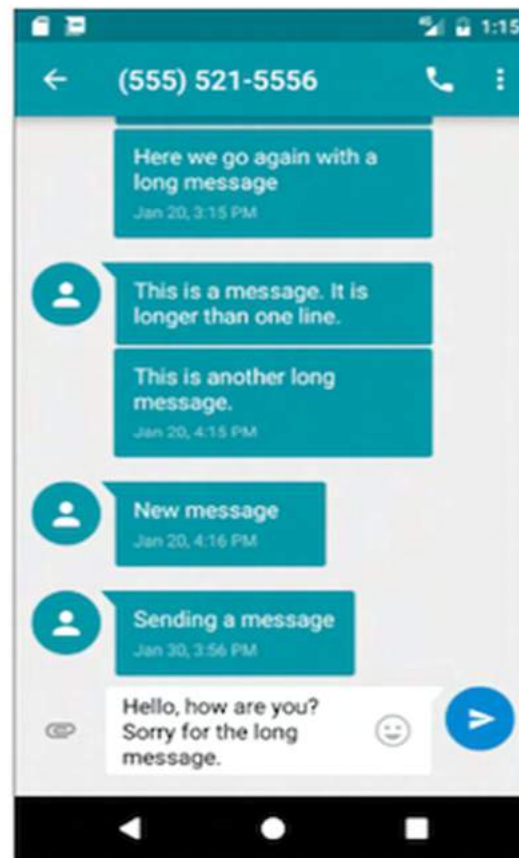 4G 1:15
(555) 521-5556
Here we go again with a
long message
Jan 20, 3:15 PM
This is a message. It is
longer than one line.
This is another long
message.
Jan 20, 4:15 PM
New message
Jan 20, 4:16 PM
Sending a message
Jan 30, 3:56 PM
Hello, how are you?
Sorry for the long
message.